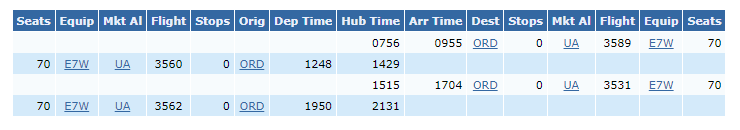 Seats Equip Mkt Al Flight Stops Orig Dep Time Hub Time Arr Time Dest Stops Mkt Al Flight Equip Seats
0756 0955 ORD 0 UA 3589 E7W 70
70 E7W UA 3560 0 ORD 1248 1429
1515 1704 ORD 0 UA 3531 E7W 70
70 E7W UA 3562 0 ORD 1950 2131